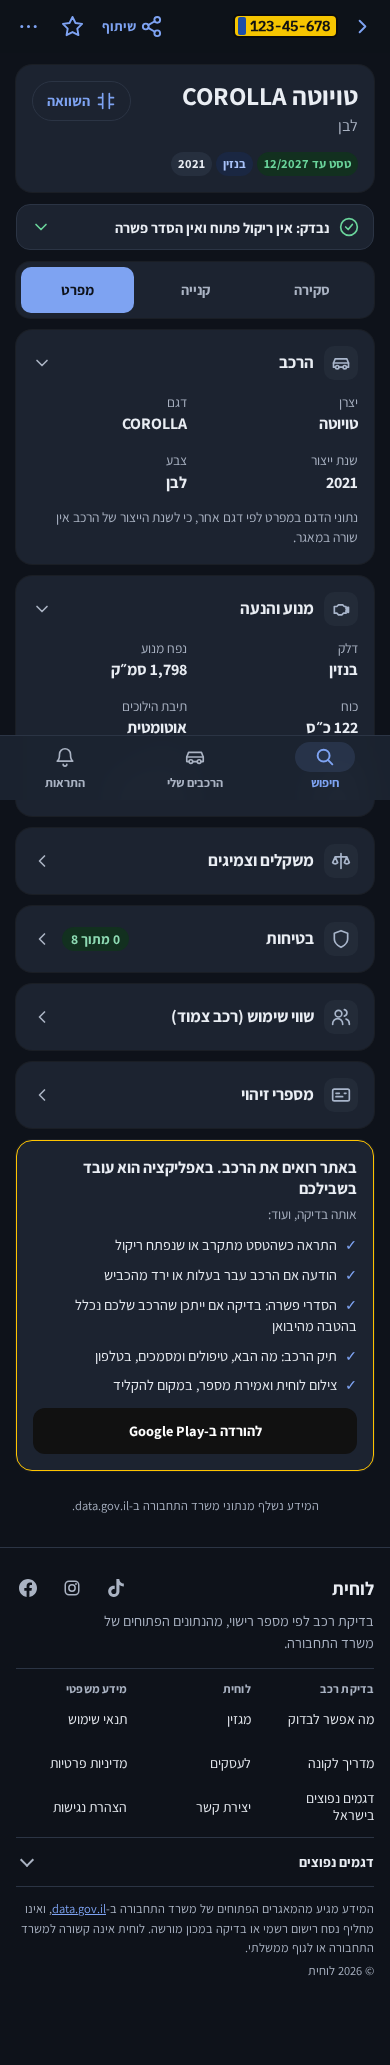 123-45-678
שיתוף
טויוטה COROLLA
השוואה
לבן
טסט עד 12/2027
בנזין
2021
נבדק: אין ריקול פתוח ואין הסדר פשרה
סקירה
קנייה
מפרט
הרכב
יצרן
דגם
טויוטה
COROLLA
שנת ייצור
צבע
2021
לבן
נתוני הדגם במפרט לפי דגם אחר, כי לשנת הייצור של הרכב אין
שורה במאגר.
מנוע והנעה
דלק
נפח מנוע
בנזין
1,798 סמ״ק
כוח
תיבת הילוכים
122 כ״ס
אוטומטית
חיפוש
הרכבים שלי
התראות
משקלים וצמיגים
בטיחות
0 מתוך 8
שווי שימוש (רכב צמוד)
מספרי זיהוי
באתר רואים את הרכב. באפליקציה הוא עובד
בשבילכם
אותה בדיקה, ועוד:
✓ התראה כשהטסט מתקרב או שנפתח ריקול
✓ הודעה אם הרכב עבר בעלות או ירד מהכביש
✓ הסדרי פשרה: בדיקה אם ייתכן שהרכב שלכם נכלל
בהטבה מהיבואן
✓ תיק הרכב: מה הבא, טיפולים ומסמכים, בטלפון
✓ צילום לוחית ואמירת מספר, במקום להקליד
להורדה ב-Google Play
המידע נשלף מנתוני משרד התחבורה ב-data.gov.il.
לוחית
בדיקת רכב לפי מספר רישוי, מהנתונים הפתוחים של
משרד התחבורה.
בדיקת רכב
לוחית
מידע משפטי
מה אפשר לבדוק
מגזין
תנאי שימוש
מדריך לקונה
לעסקים
מדיניות פרטיות
דגמים נפוצים
בישראל
יצירת קשר
הצהרת נגישות
דגמים נפוצים
המידע מגיע מהמאגרים הפתוחים של משרד התחבורה ב-data.gov.il, ואינו
מחליף נסח רישום רשמי או בדיקה במכון מורשה. לוחית אינה קשורה למשרד
התחבורה או לגוף ממשלתי.
© 2026 לוחית